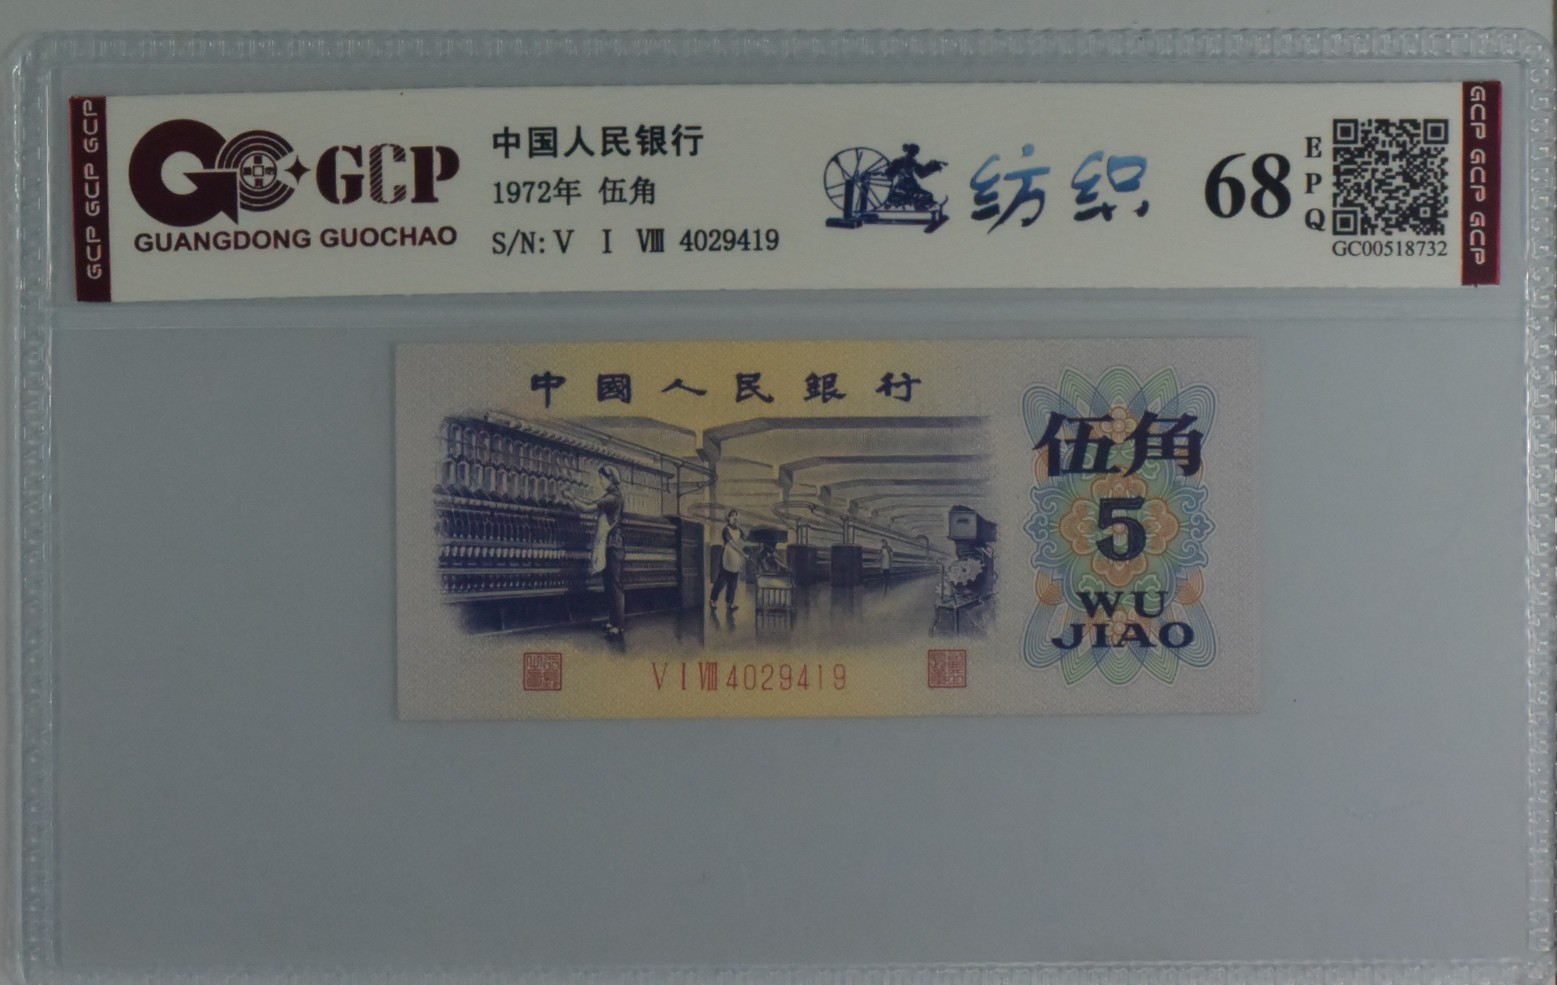 GCP GCP GCP
GCP
GUANGDONG GUOCHAO
中国人民银行
1972年 伍角
S/N: V I VIII 4029419
纺织
68
EPQ
GC00518732
GCP GCP GCP
中國人民銀行
伍角
5
WU
JIAO
V I VIII 4029419